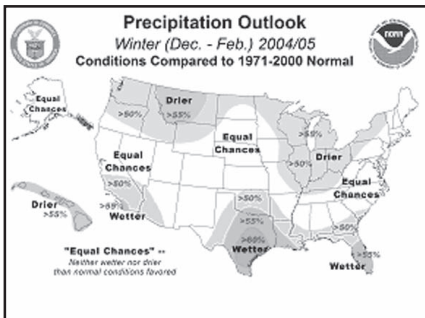 Precipitation Outlook
Winter (Dec. - Feb.) 2004/05
Conditions Compared to 1971-2000 Normal
NOAA
Equal
Chances
Drier
>50%
>55%
Equal
Chances
>55%
Equal
Chances
>50%
Drier
>50%
Equal
Chances
Drier
>55%
>55%
Wetter
>50%
>55%
>60%
Wetter
>50%
>55%
Wetter
"Equal Chances" --
Neither wetter nor drier
than normal conditions favored